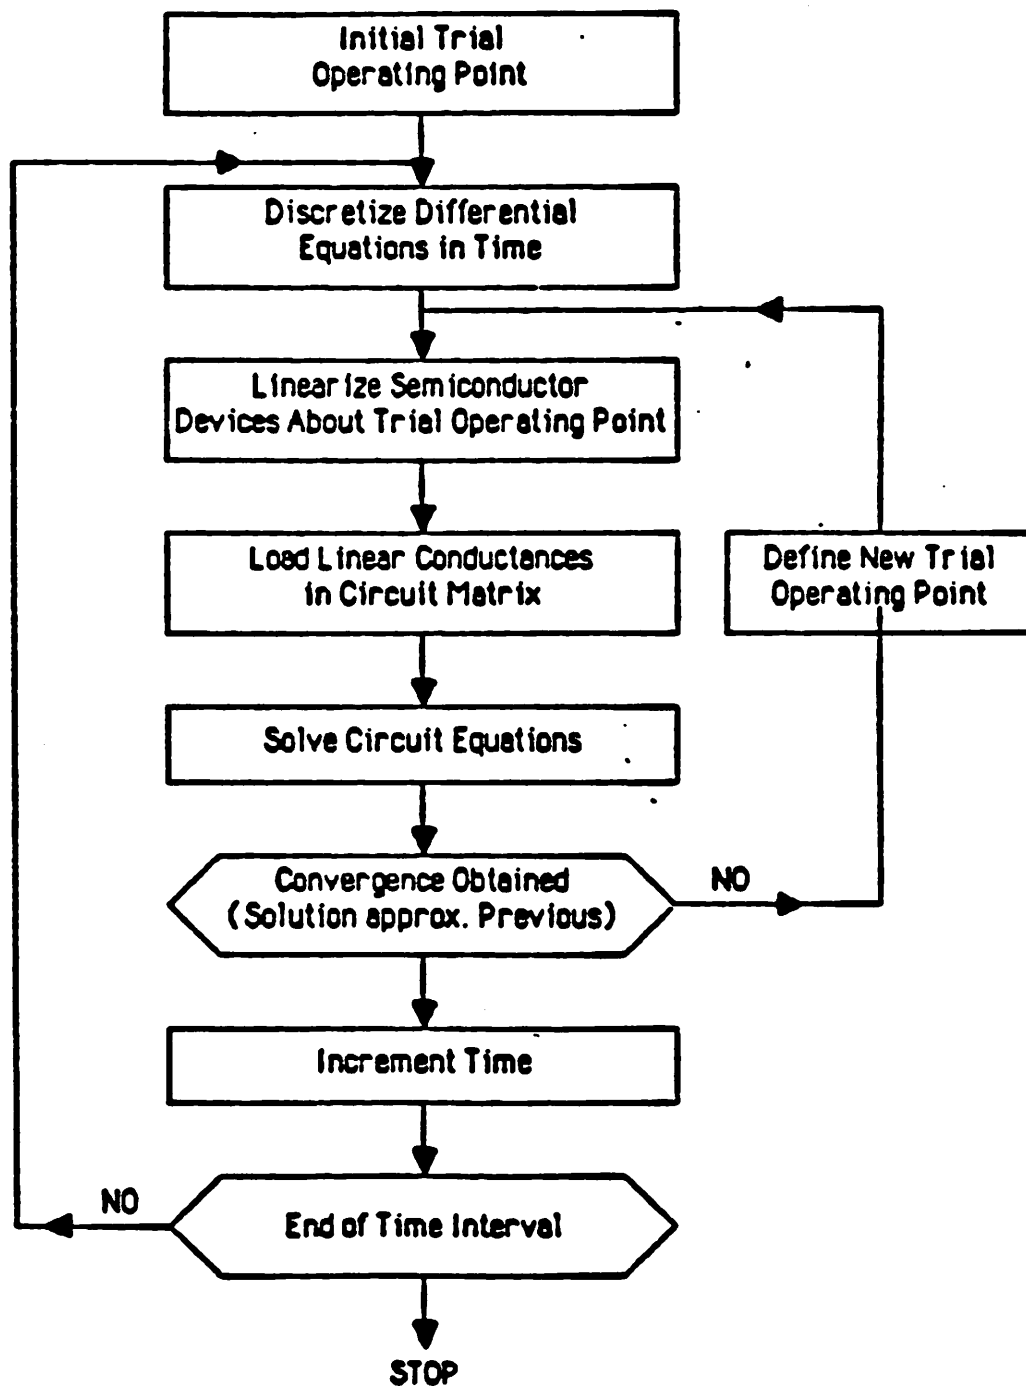 Initial Trial
Operating Point
Discretize Differential
Equations in Time
Linearize Semiconductor
Devices About Trial Operating Point
Load Linear Conductances
in Circuit Matrix
Define New Trial
Operating Point
Solve Circuit Equations
Convergence Obtained
(Solution approx. Previous)
NO
Increment Time
NO
End of Time Interval
STOP